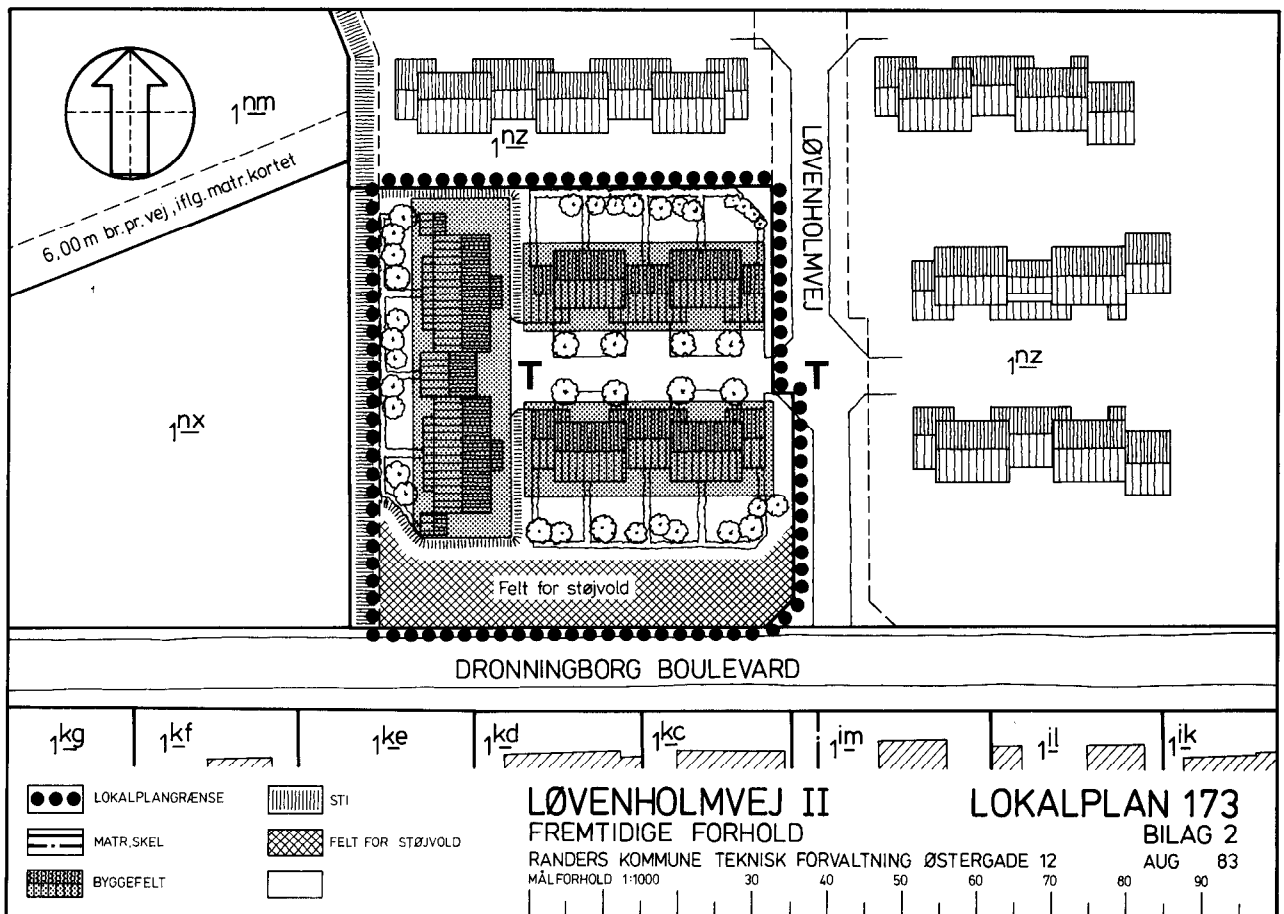 1nm
6,00 m br. pr. vej, iflg. matr. kortet
1nz
LØVENHOLMVEJ
1nz
1nx
T
T
Felt for støjvold
DRONNINGBORG BOULEVARD
1kg
1kf
1ke
1kd
1kc
1im
1il
1ik
LOKALPLANGRÆNSE
MATR. SKEL
BYGGEFELT
STI
FELT FOR STØJVOLD
LØVENHOLMVEJ II
LOKALPLAN 173
FREMTIDIGE FORHOLD
BILAG 2
RANDERS KOMMUNE TEKNISK FORVALTNING ØSTERGADE 12
AUG 83
MÅLFORHOLD 1:1000
30 40 50 60 70 80 90